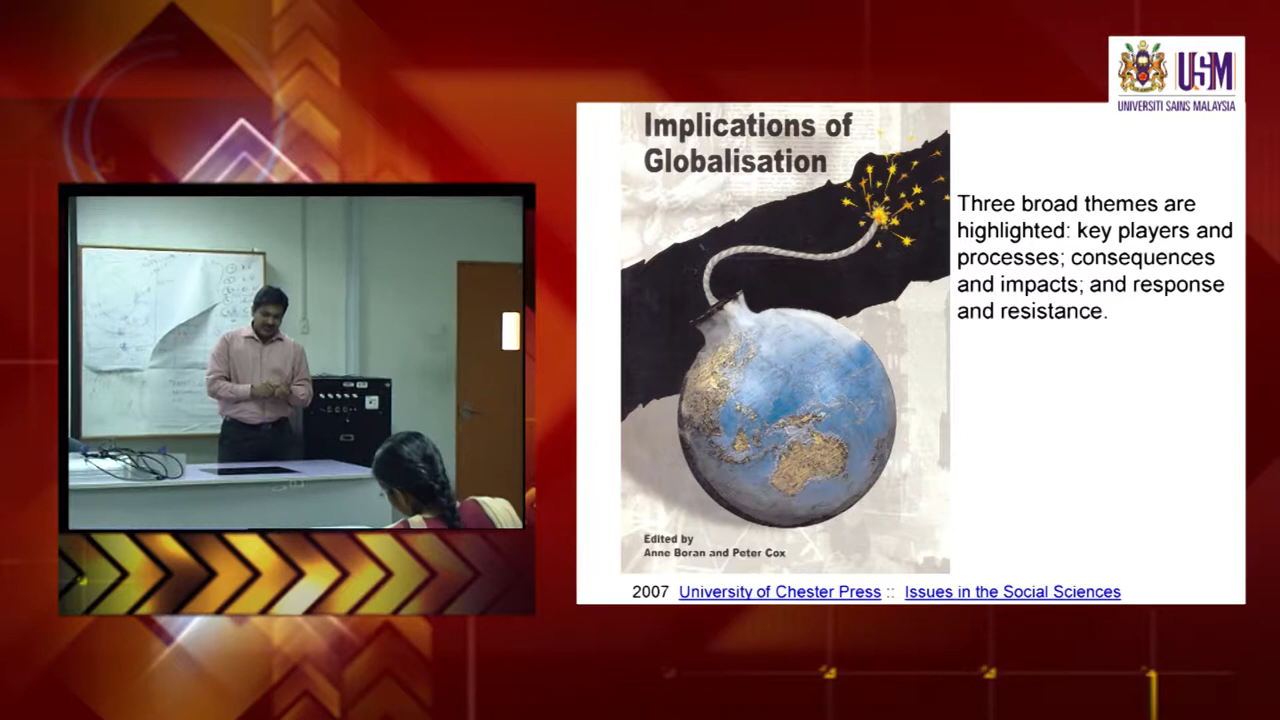 USM
UNIVERSITI SAINS MALAYSIA
Implications of
Globalisation
Three broad themes are
highlighted: key players and
processes; consequences
and impacts; and response
and resistance.
Edited by
Anne Boran and Peter Cox
2007 University of Chester Press :: Issues in the Social Sciences